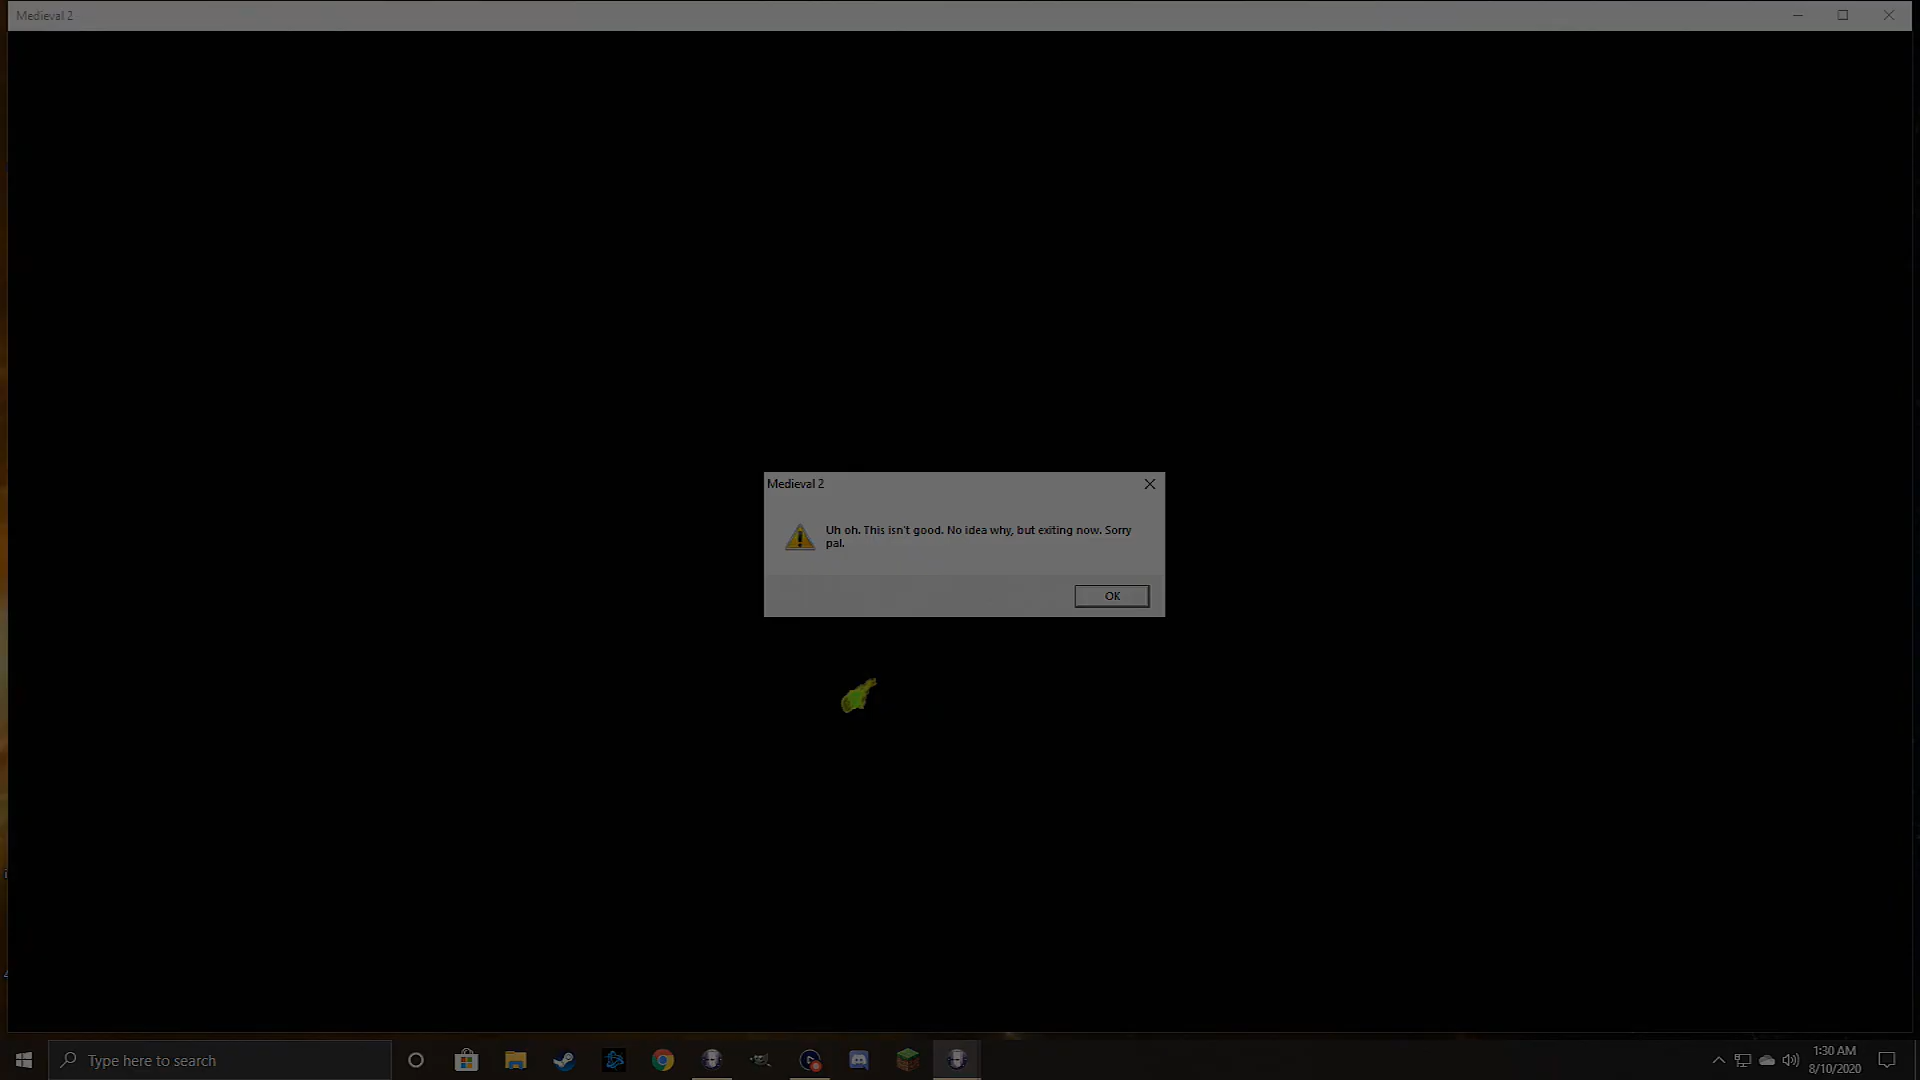 Medieval 2
Medieval 2
Uh oh. This isn't good. No idea why, but exiting now. Sorry
pal.
OK
Type here to search
1:30 AM
8/10/2020